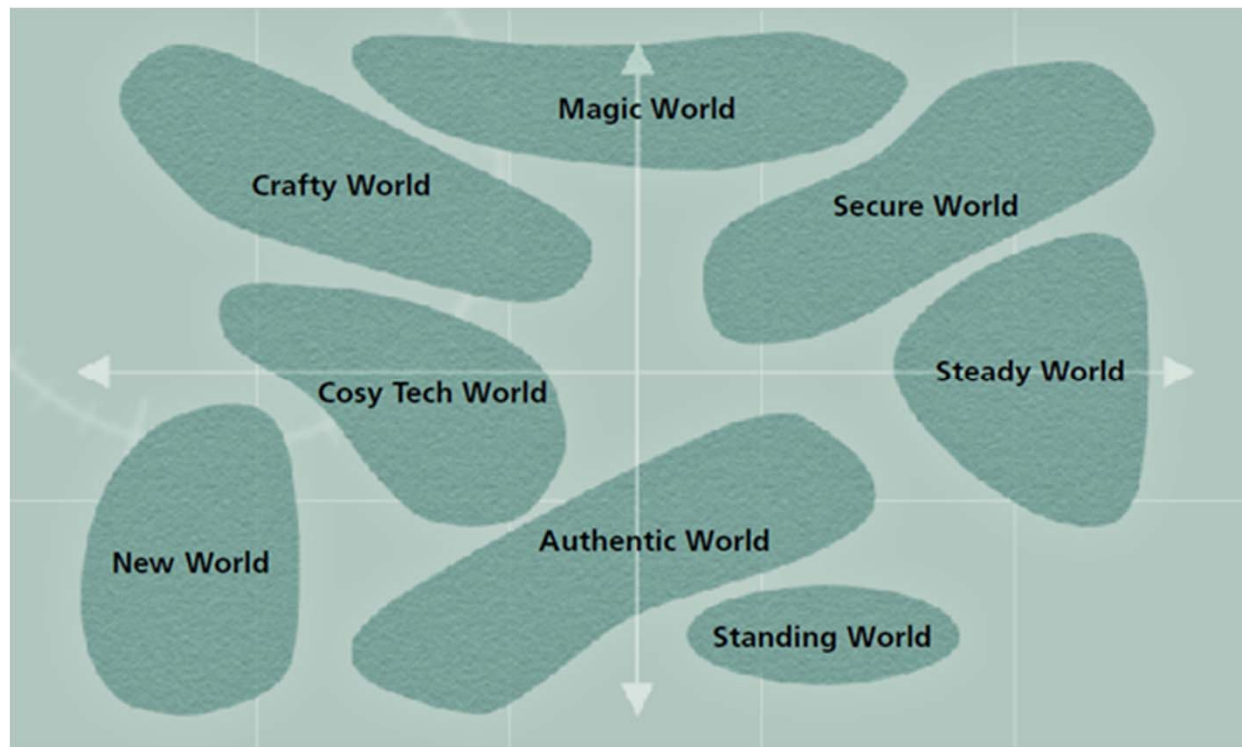 Magic World
Crafty World
Secure World
Steady World
Cosy Tech World
Authentic World
New World
Standing World